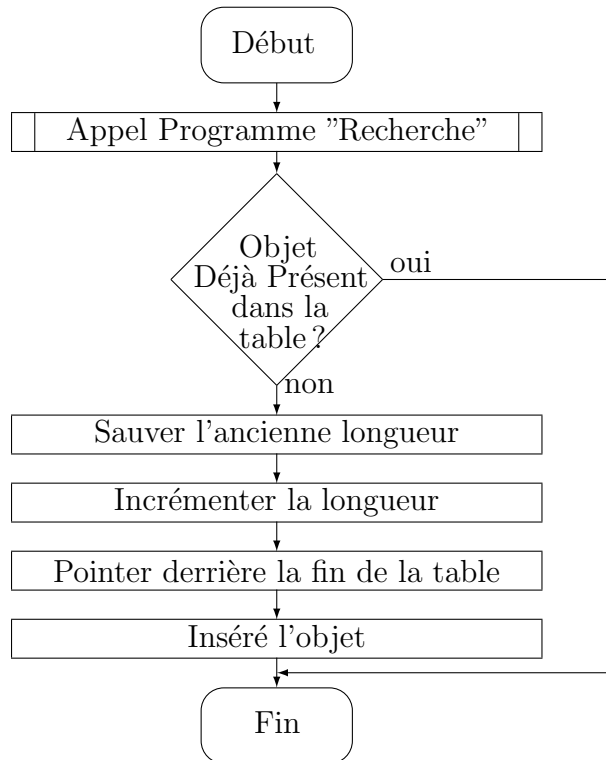 Début
Appel Programme ”Recherche”
Objet
Déjà Présent
dans la
table ?
oui
non
Sauver l'ancienne longueur
Incrémenter la longueur
Pointer derrière la fin de la table
Inséré l'objet
Fin